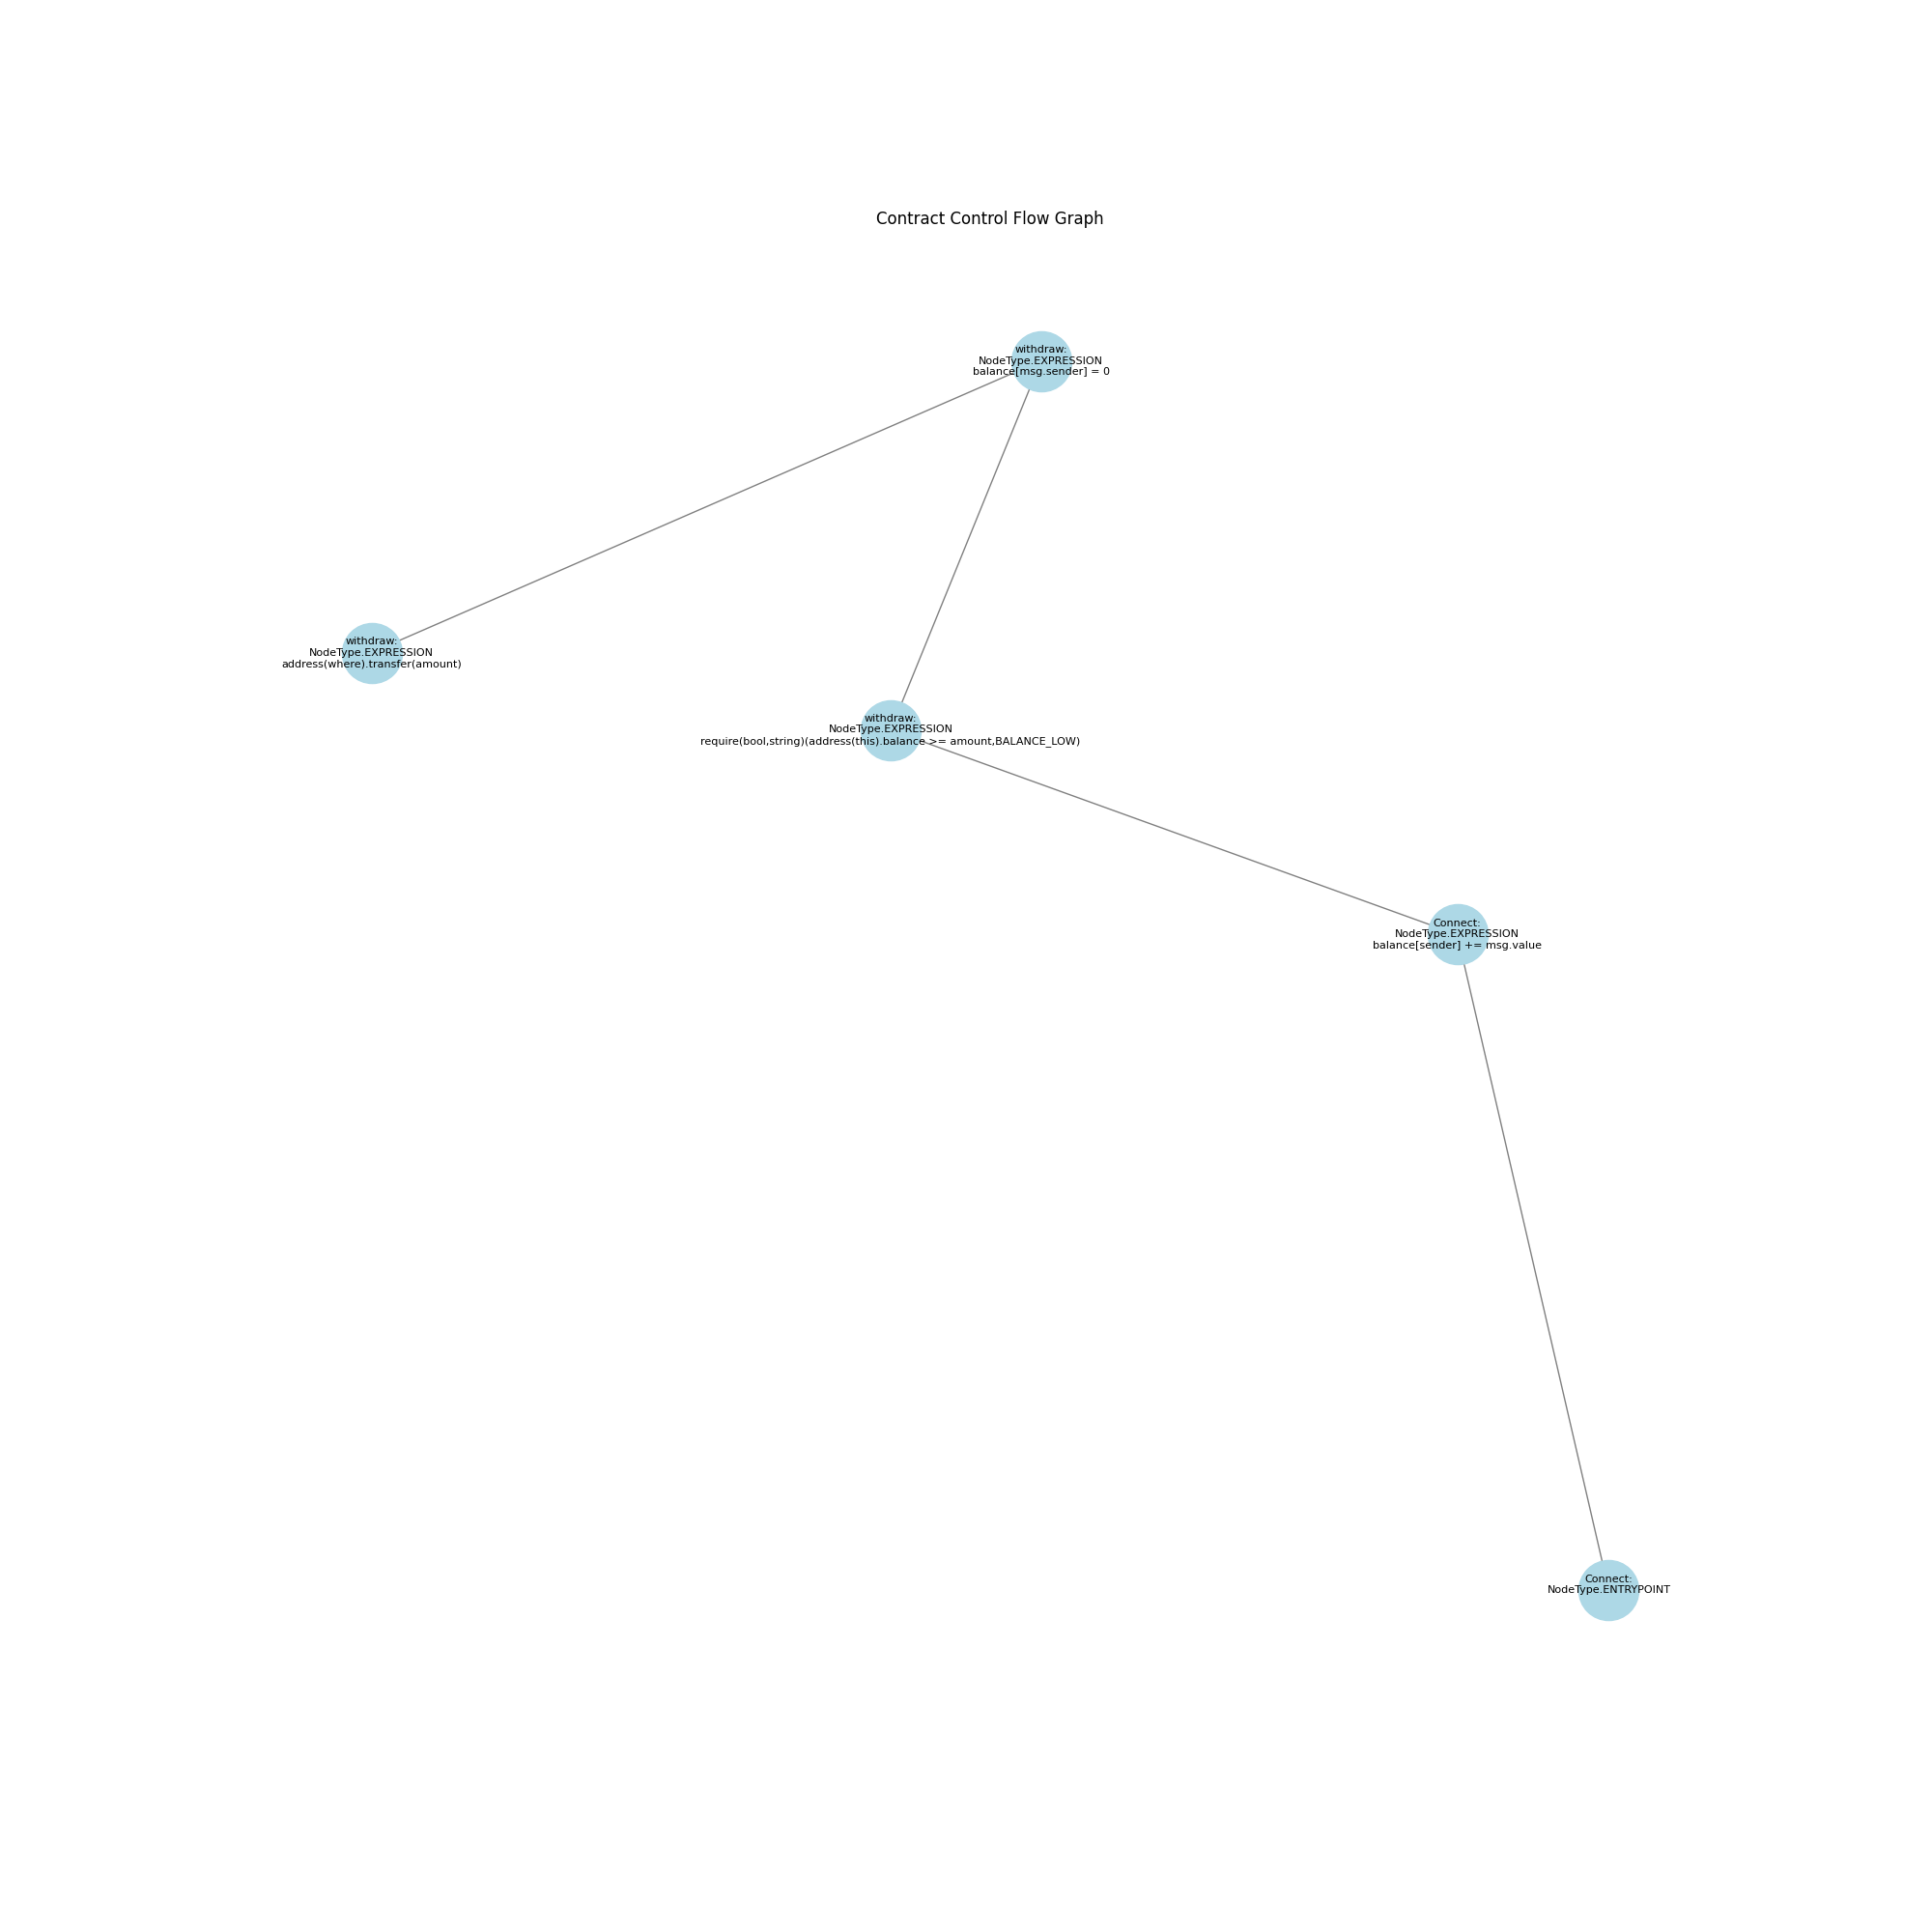 Contract Control Flow Graph
withdraw:
NodeType.EXPRESSION
balance[msg.sender] = 0
withdraw:
NodeType.EXPRESSION
address(where).transfer(amount)
withdraw:
NodeType.EXPRESSION
require(bool,string)(address(this).balance >= amount,BALANCE_LOW)
Connect:
NodeType.EXPRESSION
balance[sender] += msg.value
Connect:
NodeType.ENTRYPOINT